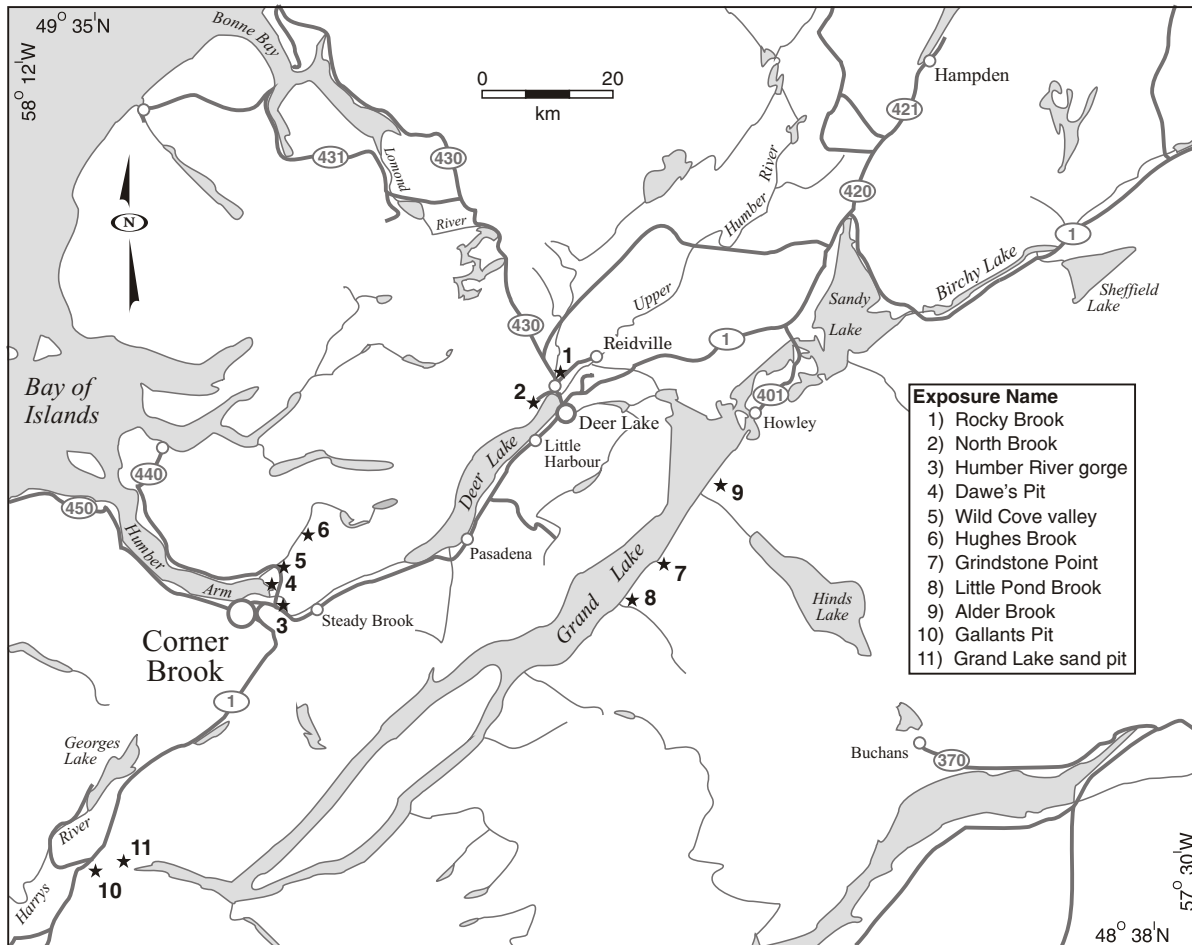 49° 35' N
58° 12' W
Bonne Bay
0 20
km
Hampden
421
431
430
Lomond
River
N
Upper
Humber
River
420
1
Birchy Lake
Sheffield
Lake
Sandy
Lake
430
1
Reidville
1
2
Deer Lake
401
Howley
Bay of
Islands
Little
Harbour
Deer Lake
440
450
Humber
Arm
6
5
4
3
Pasadena
Steady Brook
Corner
Brook
9
7
8
Grand Lake
Hinds
Lake
Exposure Name
1) Rocky Brook
2) North Brook
3) Humber River gorge
4) Dawe's Pit
5) Wild Cove valley
6) Hughes Brook
7) Grindstone Point
8) Little Pond Brook
9) Alder Brook
10) Gallants Pit
11) Grand Lake sand pit
1
Georges
Lake
Buchans
370
River
Harrys
11
10
57° 30' W
48° 38' N